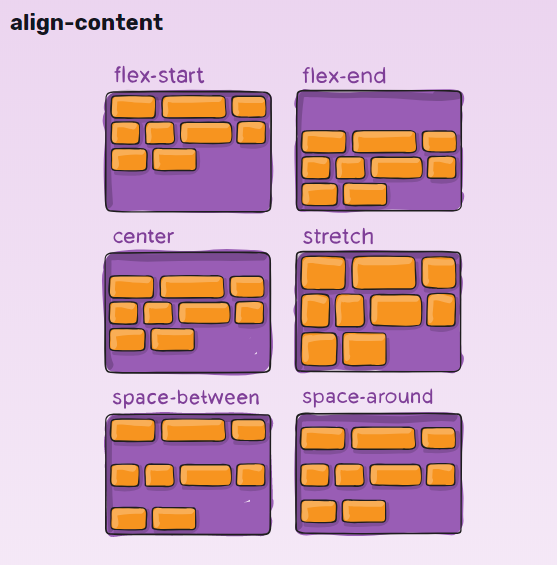 align-content
flex-start
flex-end
center
stretch
space-between
space-around